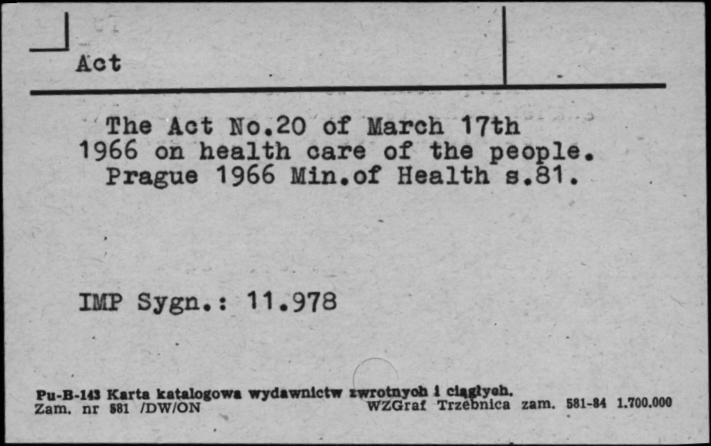 Act
The Act No.20 of March 17th
1966 on health care of the people.
Prague 1966 Min.of Health s.81.
IMP Sygn.: 11.978
Pu-B-143 Karta katalogowa wydawnictw zwrotnych i ciągłych.
Zam. nr 581 /DW/ON WZGraf Trzebnica zam. 581-84 1.700.000